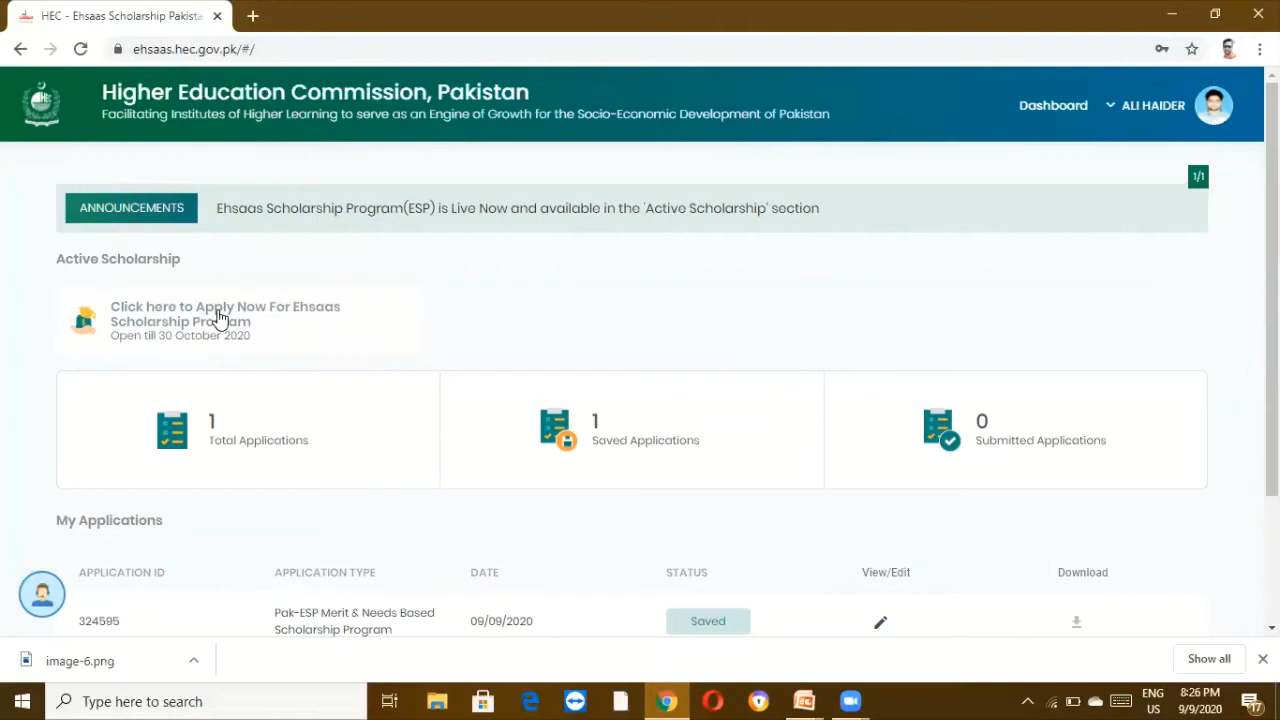 HEC - Ehsaas Scholarship Pakista
ehsaas.hec.gov.pk/#/
Higher Education Commission, Pakistan
Facilitating Institutes of Higher Learning to serve as an Engine of Growth for the Socio-Economic Development of Pakistan
Dashboard
ALI HAIDER
1/1
ANNOUNCEMENTS
Ehsaas Scholarship Program(ESP) is Live Now and available in the 'Active Scholarship' section
Active Scholarship
Click here to Apply Now For Ehsaas
Scholarship Program
Open till 30 October 2020
1
Total Applications
1
Saved Applications
0
Submitted Applications
My Applications
APPLICATION ID
APPLICATION TYPE
DATE
STATUS
View/Edit
Download
324595
Pak-ESP Merit & Needs Based
Scholarship Program
09/09/2020
Saved
image-6.png
Show all
Type here to search
ENG
US
8:26 PM
9/9/2020
17